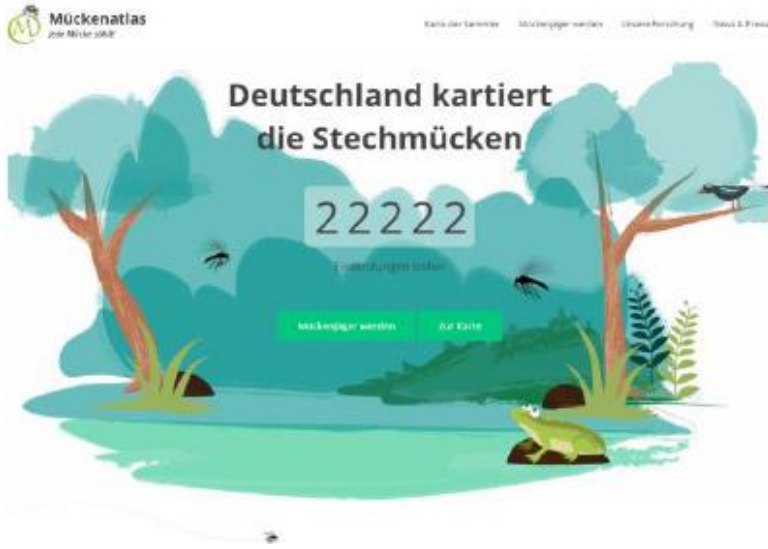 Mückenatlas
Jede Mücke zählt!
Karte der Sammler Mückenjäger werden Unsere Forschung News & Presse
Deutschland kartiert
die Stechmücken
22222
Einsendungen bisher
Mückenjäger werden zur Karte